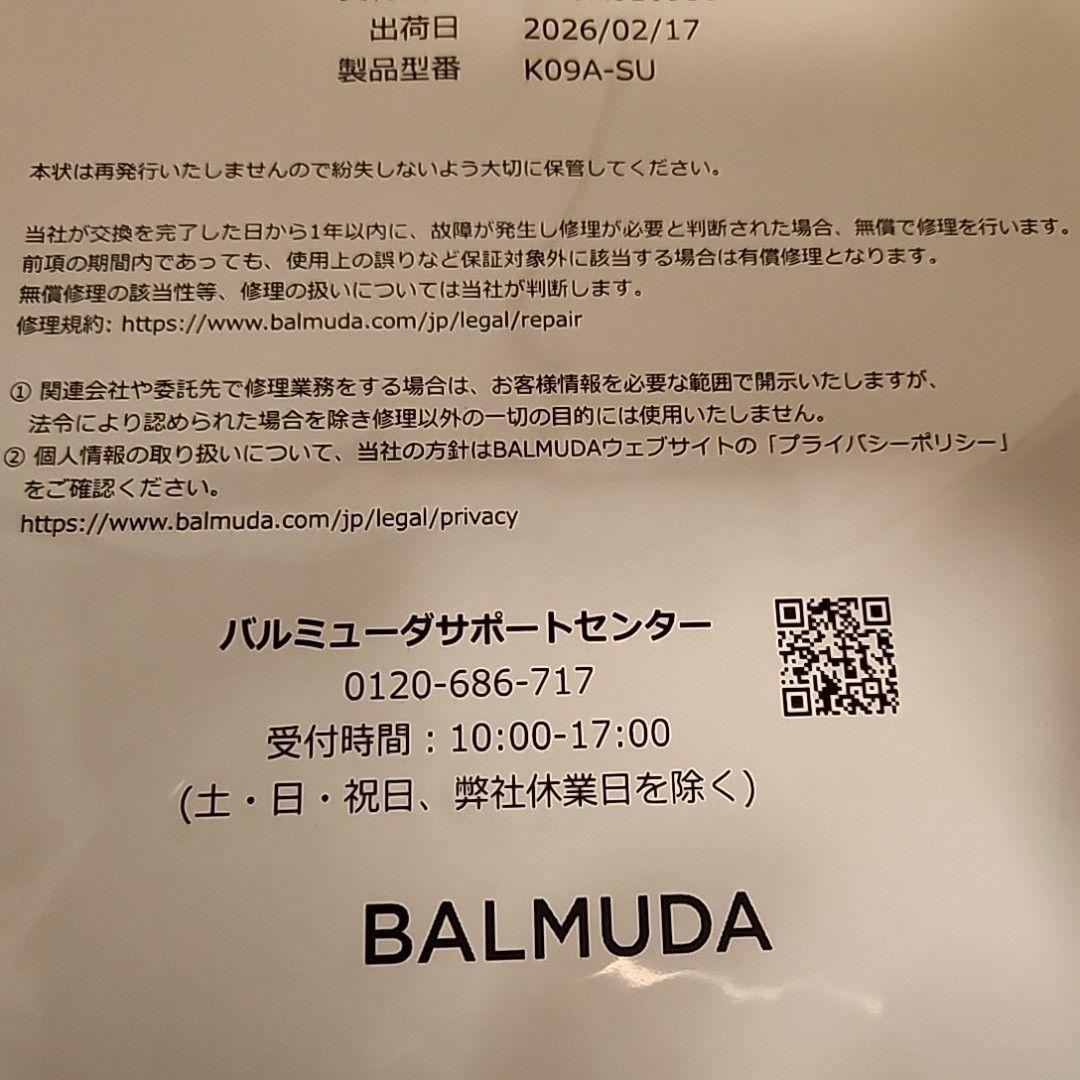 出荷日 2026/02/17
製品型番 K09A-SU
本状は再発行いたしませんので紛失しないよう大切に保管してください。
当社が交換を完了した日から1年以内に、故障が発生し修理が必要と判断された場合、無償で修理を行います。
前項の期間内であっても、使用上の誤りなど保証対象外に該当する場合は有償修理となります。
無償修理の該当性等、修理の扱いについては当社が判断します。
修理規約: https://www.balmuda.com/jp/legal/repair
① 関連会社や委託先で修理業務をする場合は、お客様情報を必要な範囲で開示いたしますが、
法令により認められた場合を除き修理以外の一切の目的には使用いたしません。
② 個人情報の取り扱いについて、当社の方針はBALMUDAウェブサイトの「プライバシーポリシー」
をご確認ください。
https://www.balmuda.com/jp/legal/privacy
バルミューダサポートセンター
0120-686-717
受付時間：10:00-17:00
(土・日・祝日、弊社休業日を除く)
BALMUDA